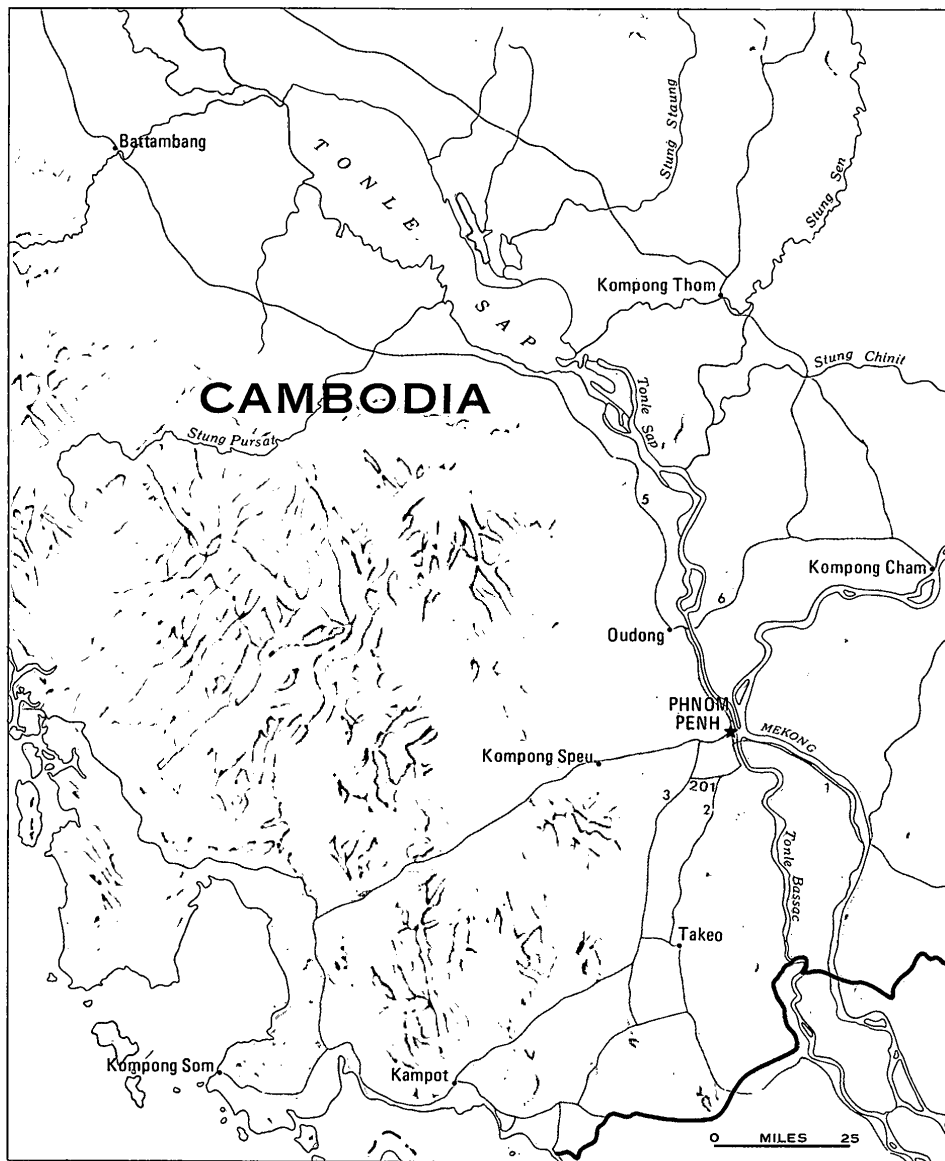 Battambang
TONLE SAP
Stung Staung
Stung Sen
Kompong Thom
Stung Chinit
CAMBODIA
Tonle Sap
Stung Pursat
5
Kompong Cham
6
Oudong
PHNOM
PENH
MEKONG
Kompong Speu
3
201
2
1
Tonle Bassac
Takeo
Kompong Som
Kampot
0 MILES 25